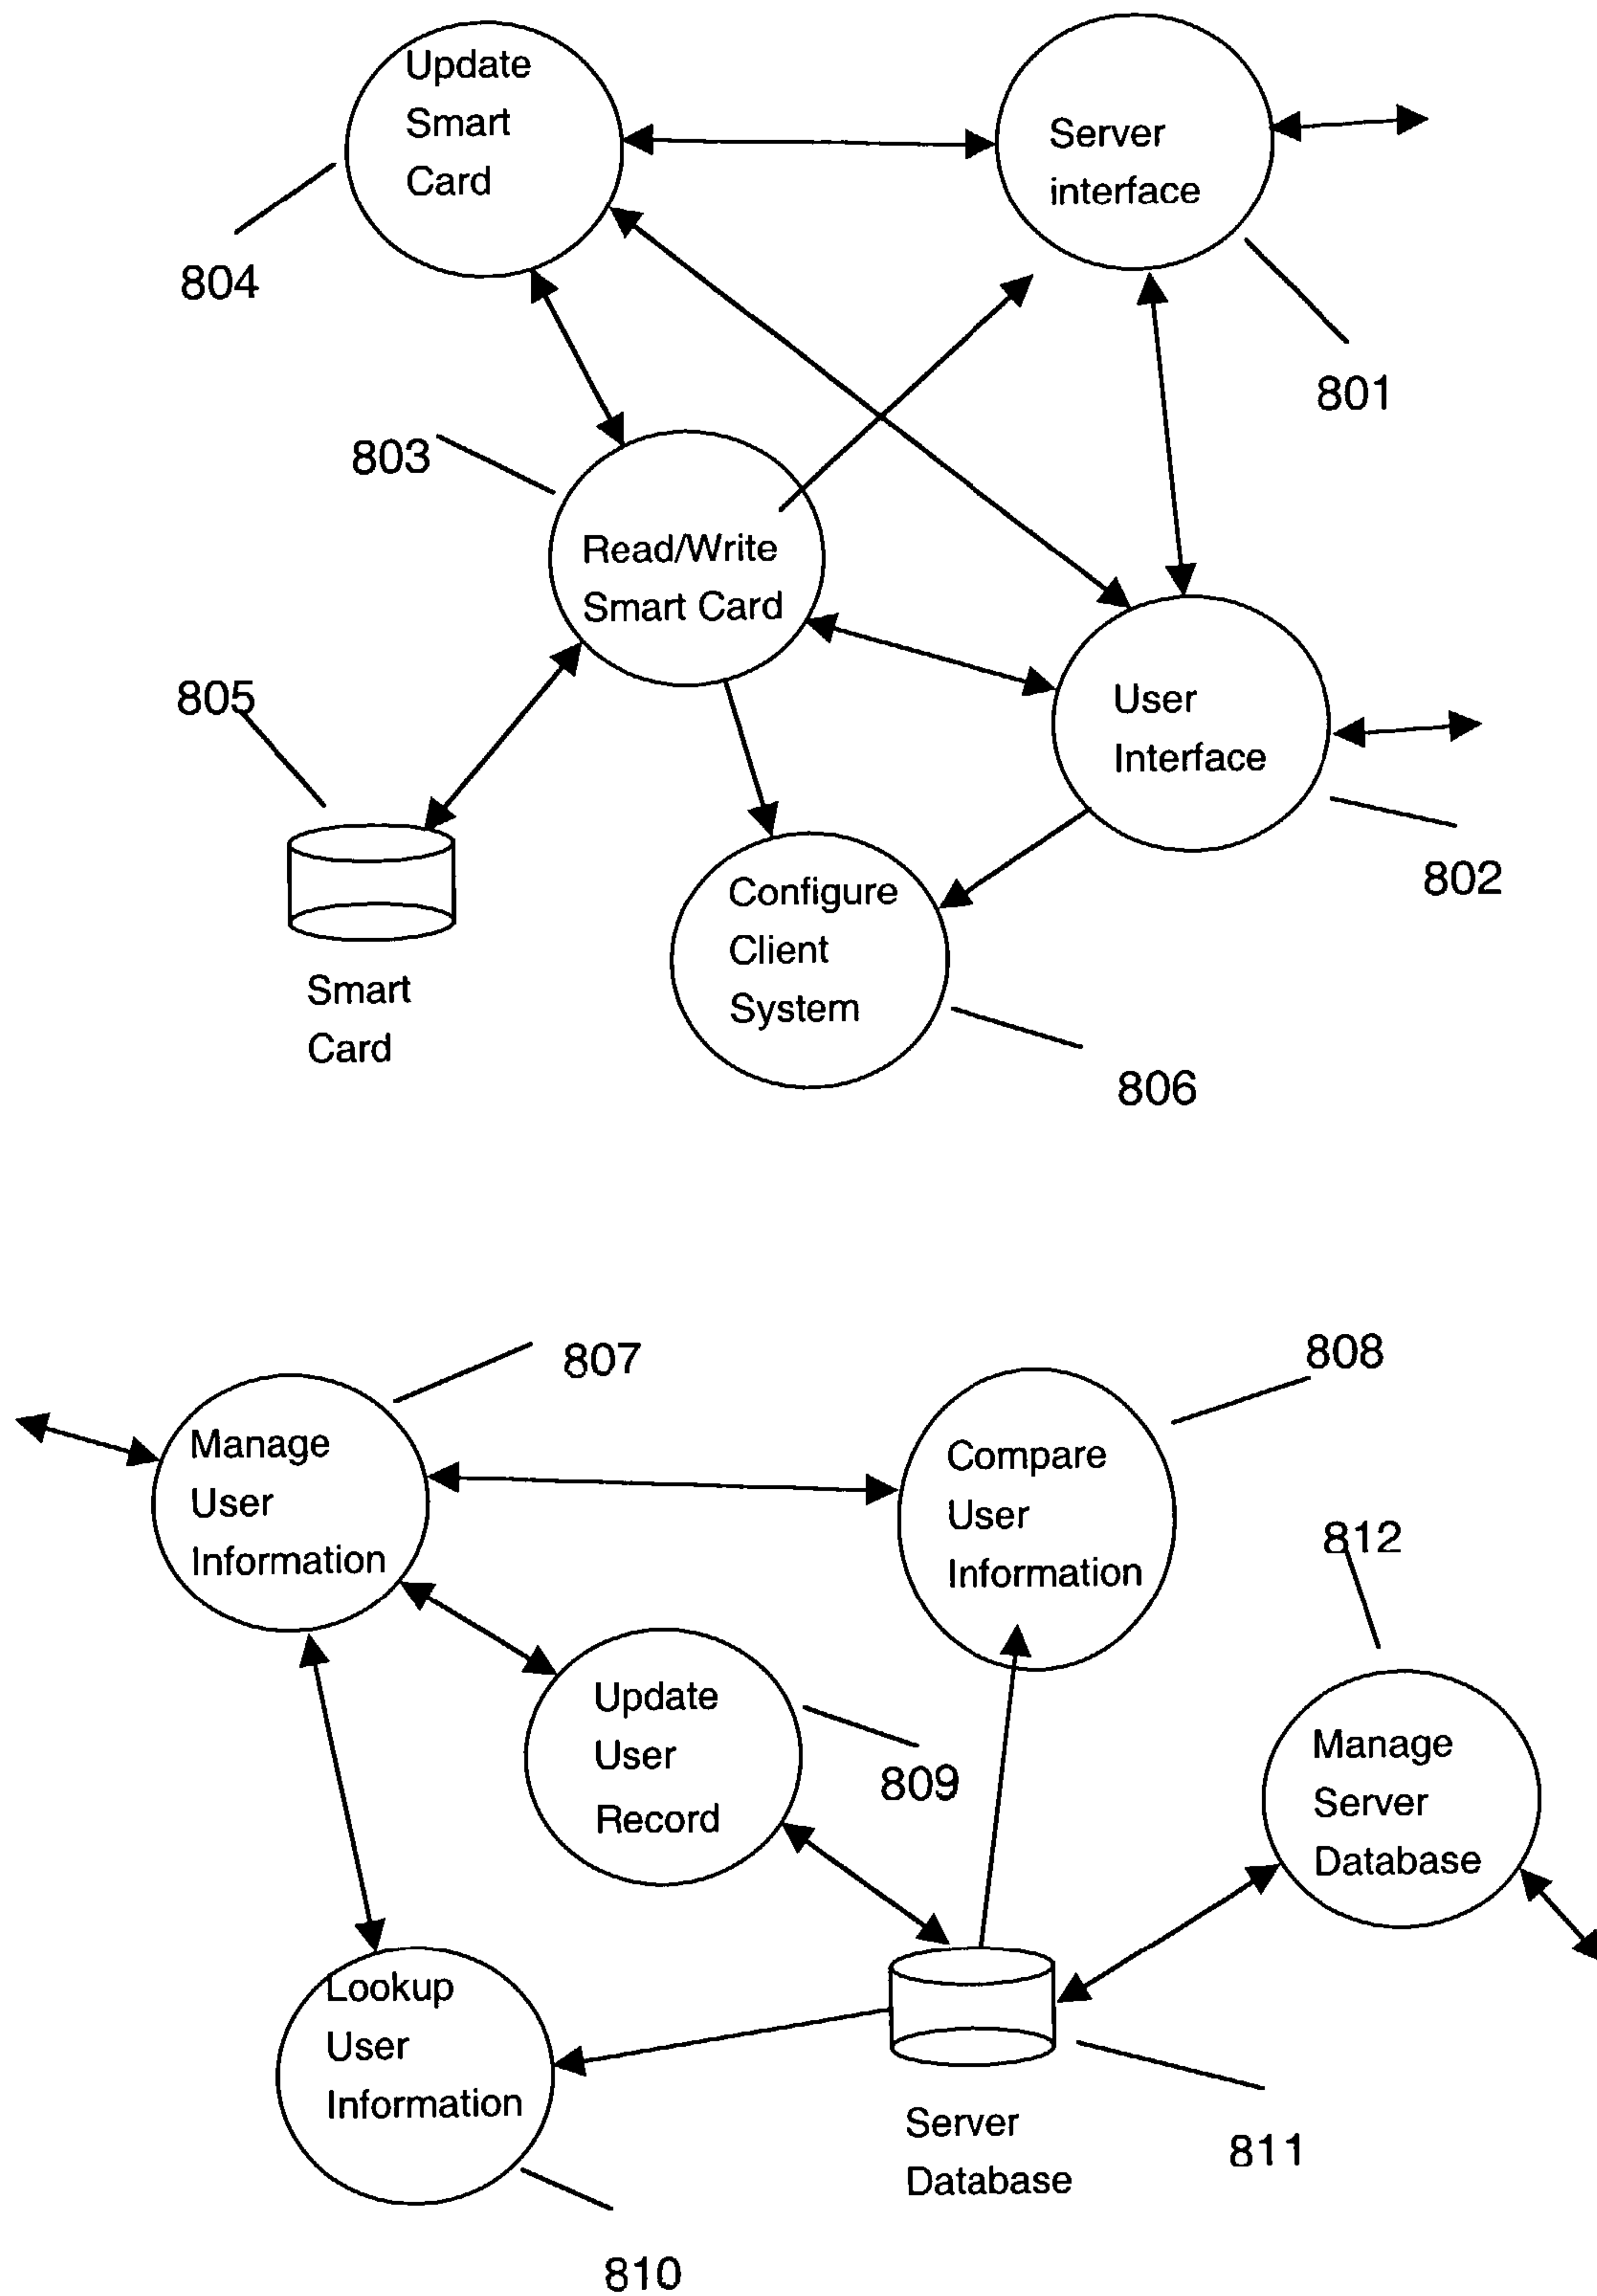 Update
Smart
Card
Server
interface
804
801
803
Read/Write
Smart Card
805
User
Interface
802
Configure
Client
System
Smart
Card
806
807
808
Manage
User
Information
Compare
User
Information
812
Update
User
Record
809
Manage
Server
Database
Lookup
User
Information
Server
Database
811
810